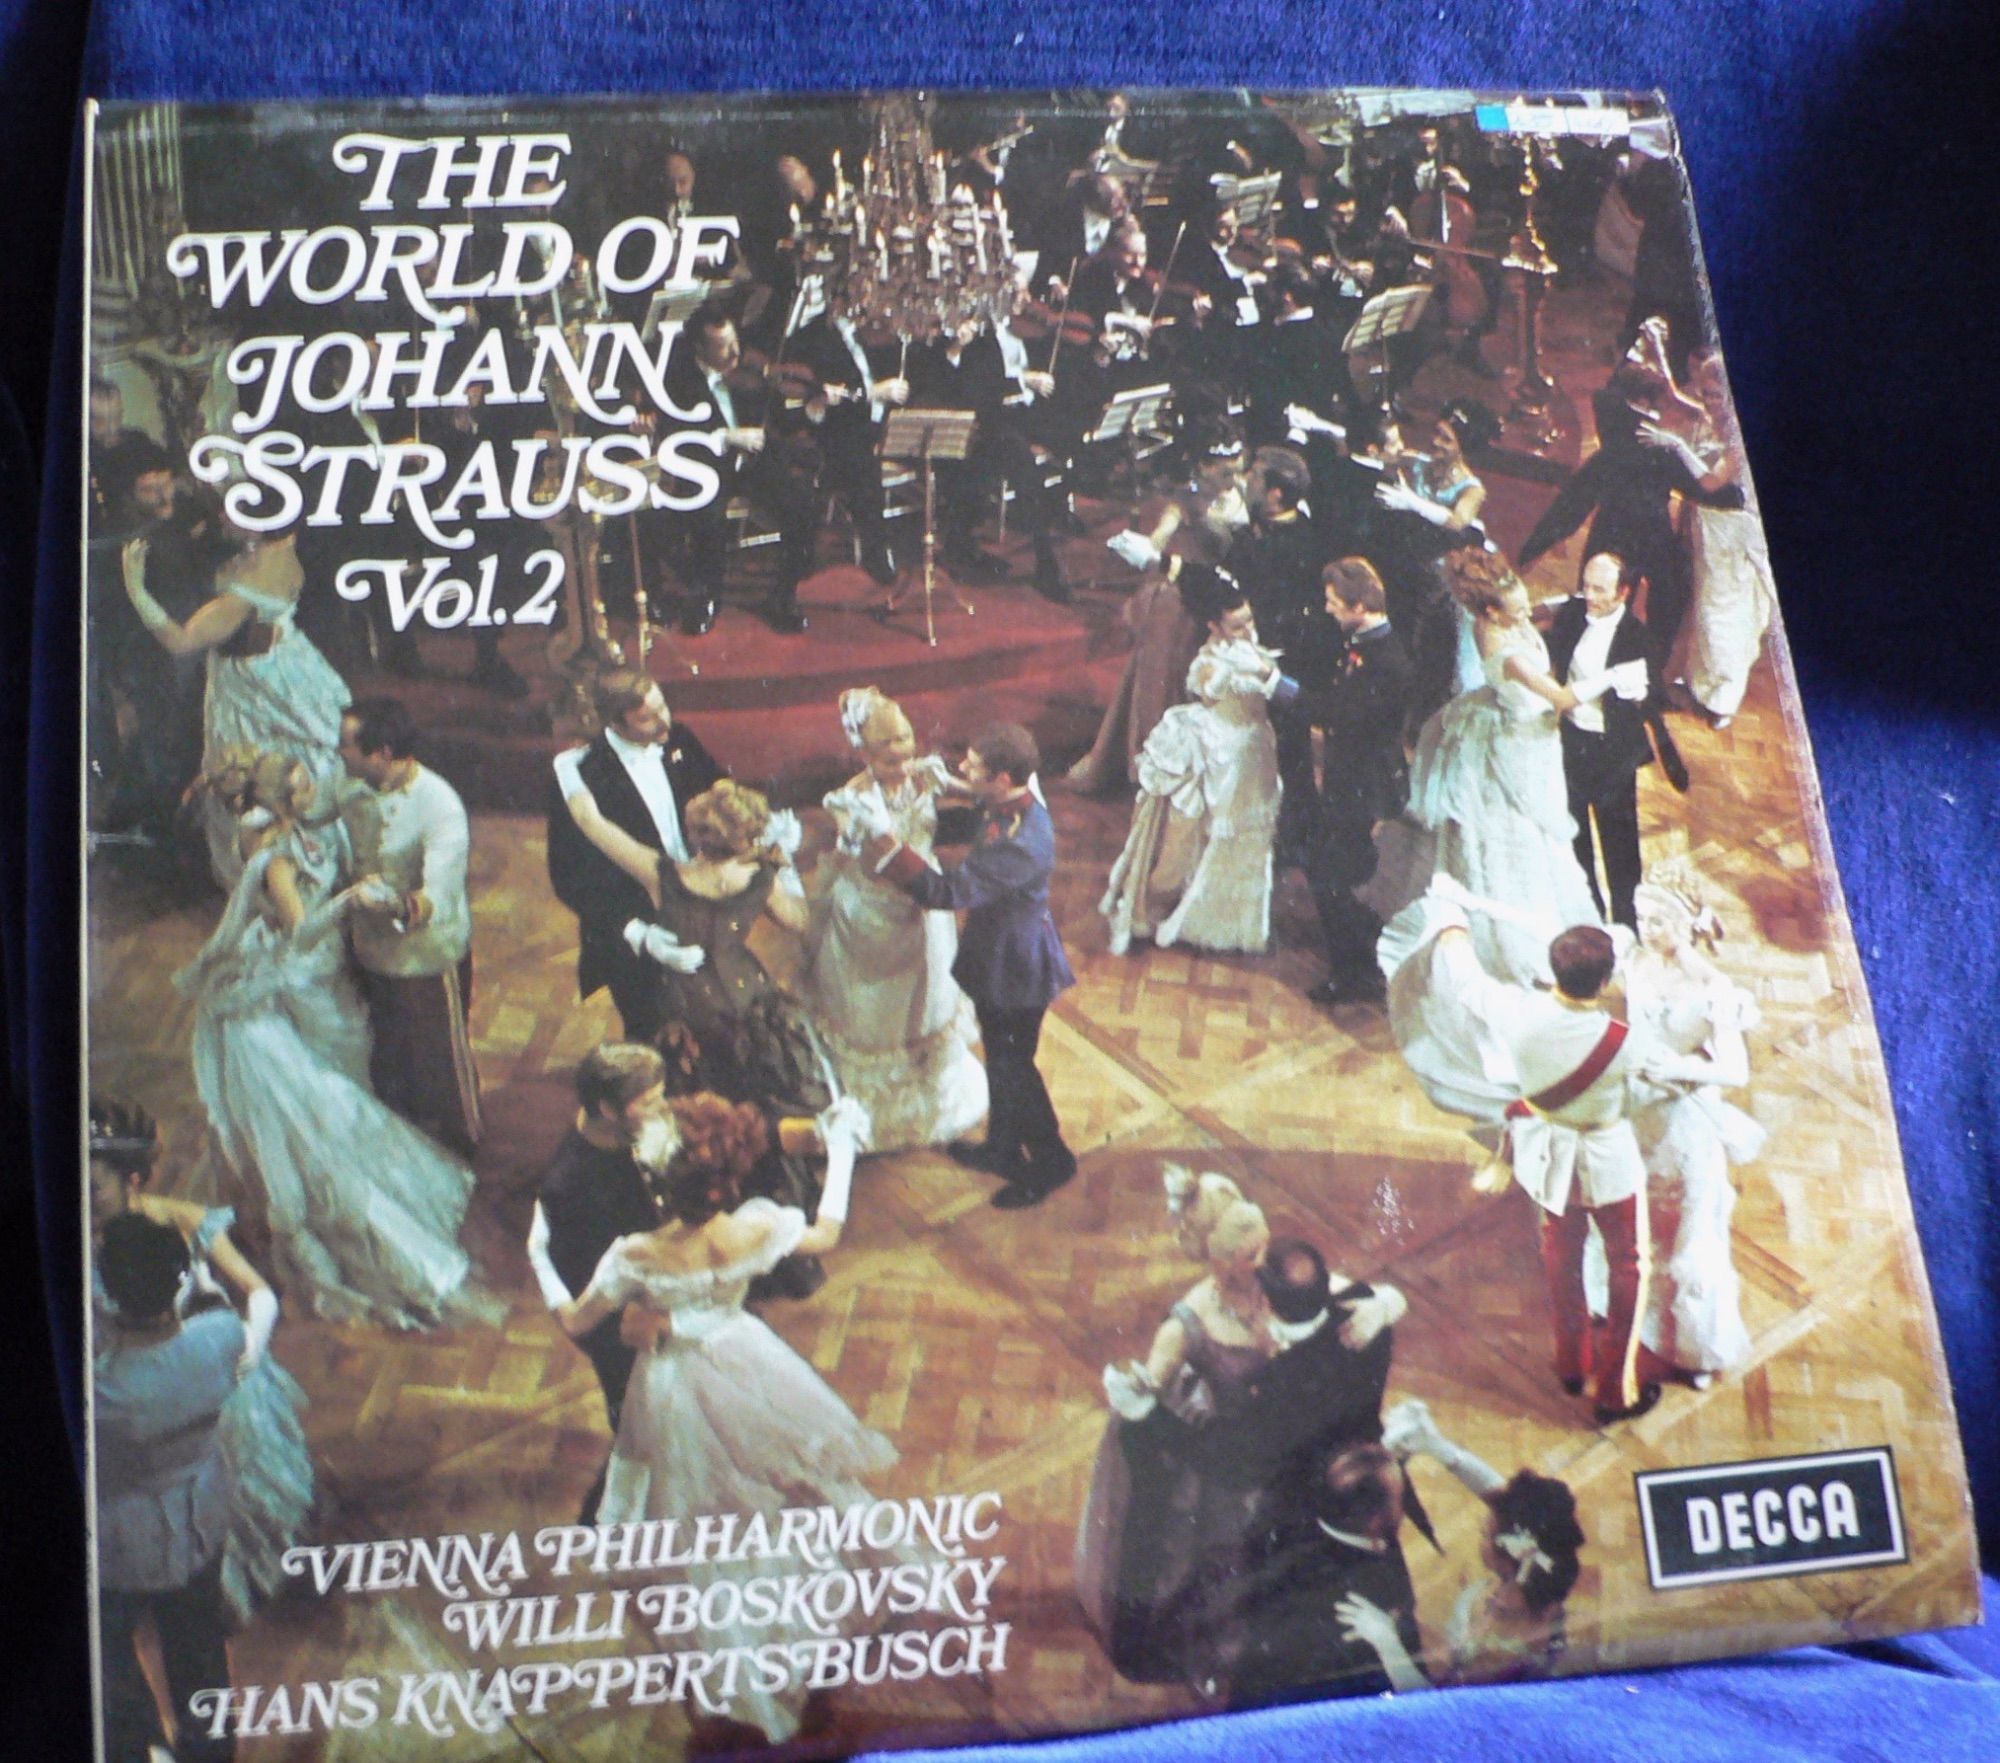 THE
WORLD OF
JOHANN
STRAUSS
Vol.2
VIENNA PHILHARMONIC
WILLI BOSKOVSKY
HANS KNAPPERTSBUSCH
DECCA